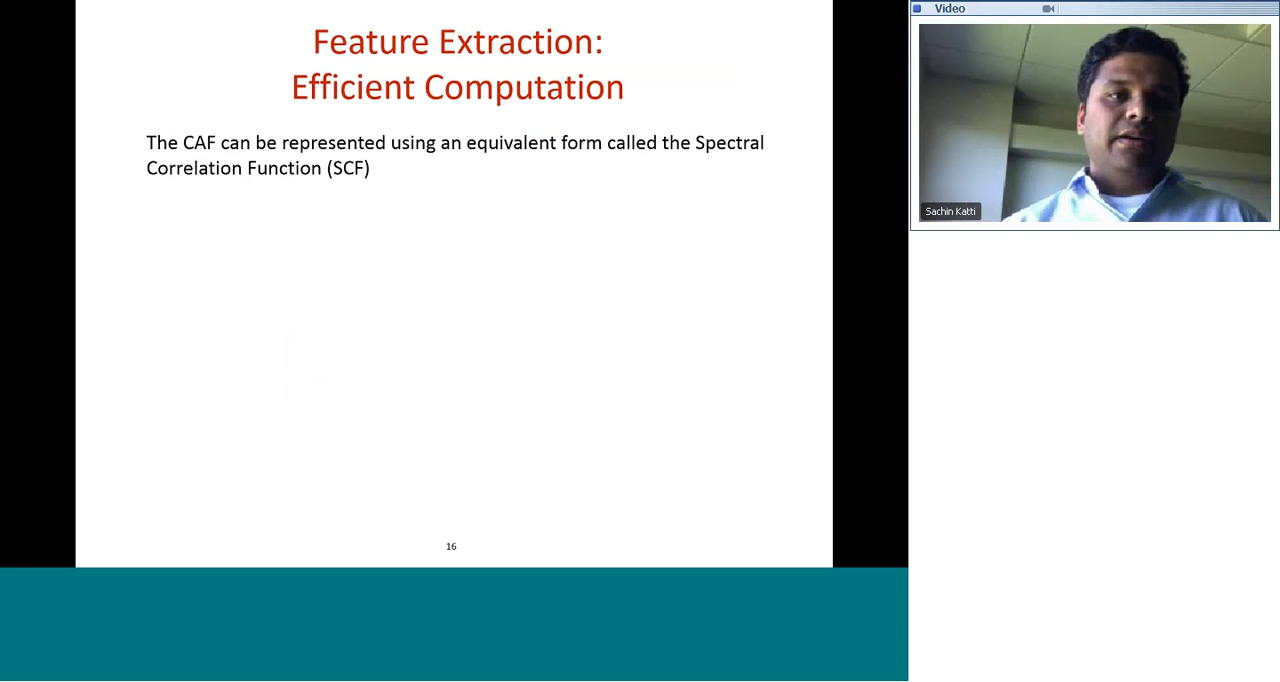 Feature Extraction:
Efficient Computation
The CAF can be represented using an equivalent form called the Spectral
Correlation Function (SCF)
16
Video
Sachin Katti